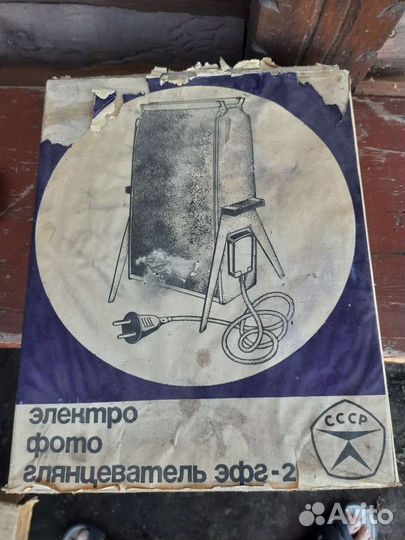 электро
фото
глянцеватель эфг-2
СССР
Avito